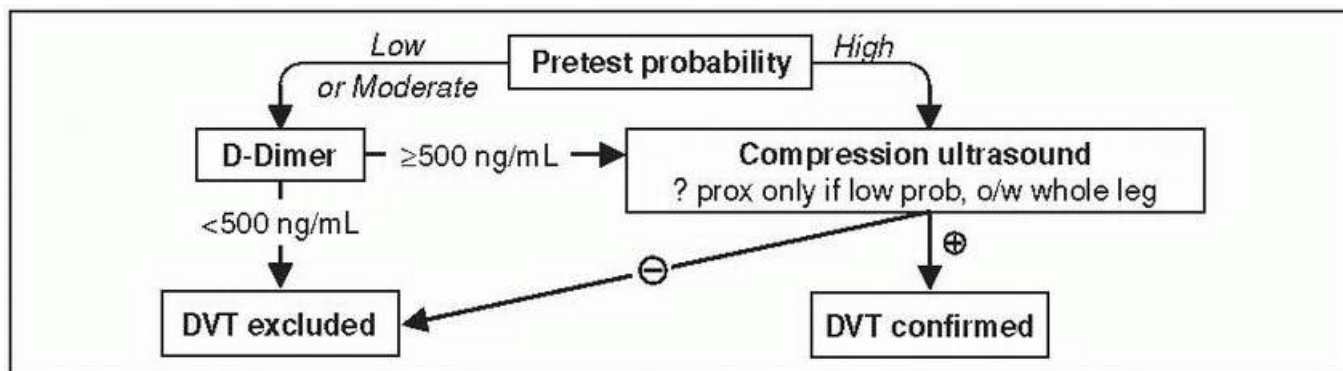 Low
Pretest probability
High
or Moderate
D-Dimer
≥500 ng/mL
Compression ultrasound
? prox only if low prob, o/w whole leg
<500 ng/mL
⊕
⊖
DVT excluded
DVT confirmed